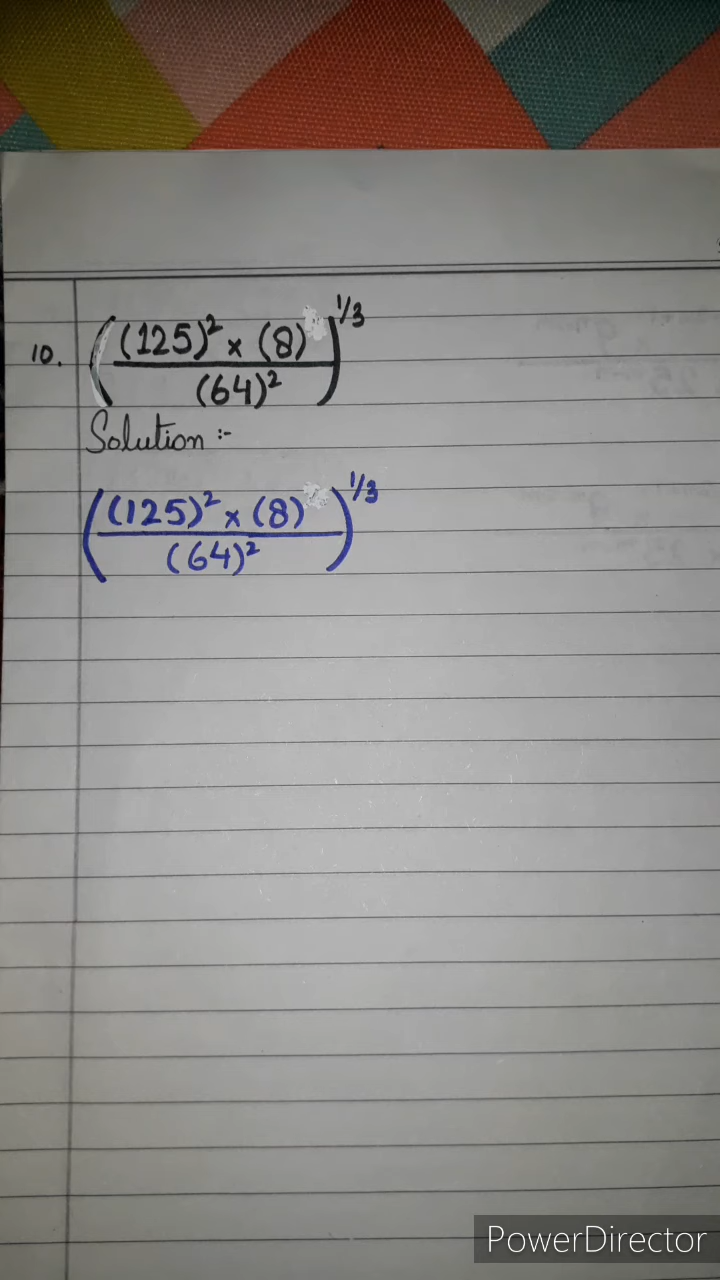 10. ((125)² × (8) / (64)²)^1/3
Solution :-
((125)² × (8) / (64)²)^1/3
PowerDirector